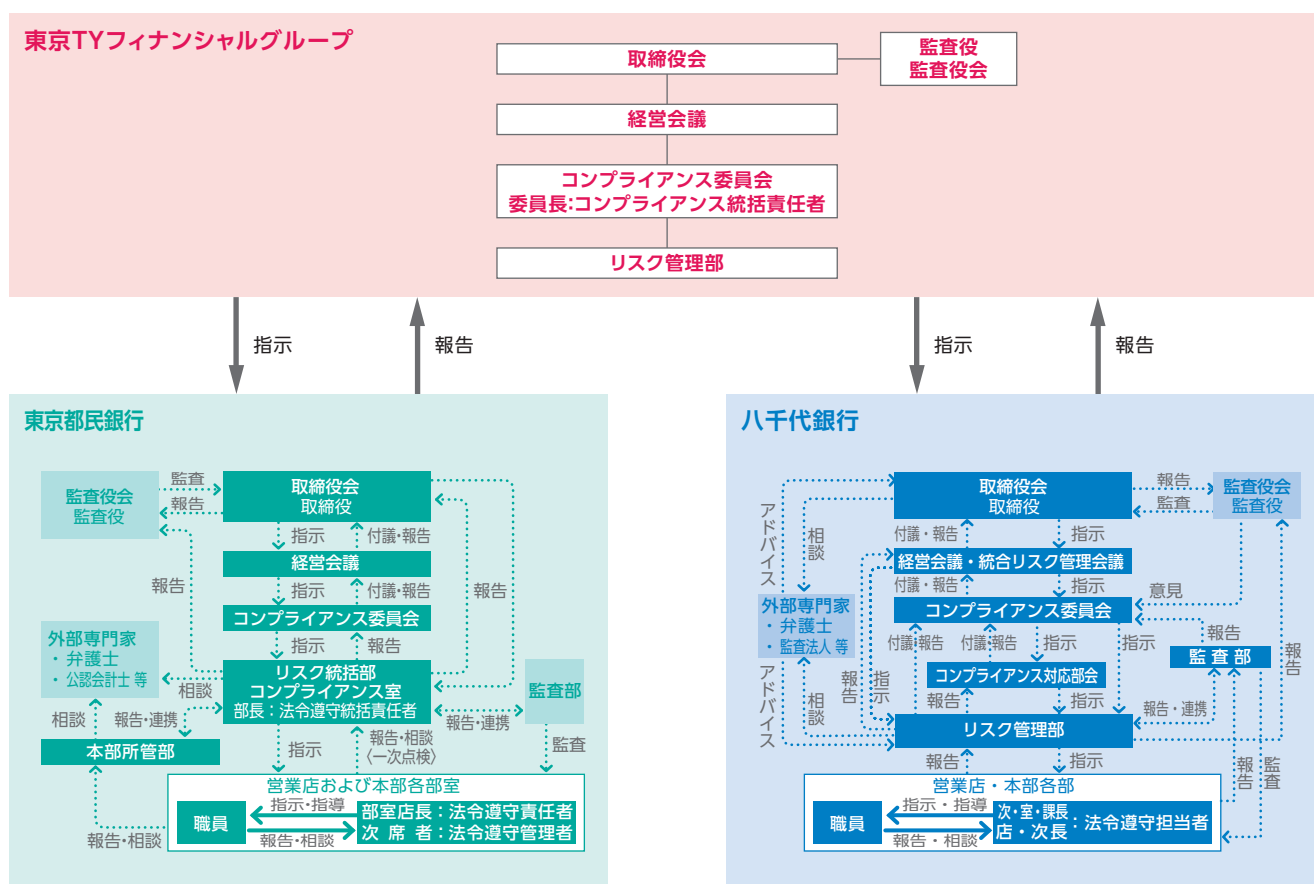 東京TYフィナンシャルグループ
取締役会
監査役
監査役会
経営会議
コンプライアンス委員会
委員長:コンプライアンス統括責任者
リスク管理部
指示
報告
指示
報告
東京都民銀行
監査役会
監査役
監査
報告
取締役会
取締役
指示
付議・報告
経営会議
指示
付議・報告
コンプライアンス委員会
指示
報告
報告
報告
外部専門家
・弁護士
・公認会計士 等
相談
リスク統括部
コンプライアンス室
部長：法令遵守統括責任者
監査部
相談
報告・連携
報告・連携
本部所管部
指示
報告・相談
〈一次点検〉
監査
営業店および本部各部室
職員
指示・指導
報告・相談
部室店長：法令遵守責任者
次席者：法令遵守管理者
報告・相談
八千代銀行
取締役会
取締役
報告
監査
監査役会
監査役
アドバイス
相談
付議・報告
指示
経営会議・統合リスク管理会議
付議・報告
指示
意見
コンプライアンス委員会
外部専門家
・弁護士
・監査法人 等
付議・報告
付議・報告
指示
指示
報告
監査部
報告
コンプライアンス対応部会
アドバイス
相談
報告
指示
報告
指示
報告・連携
リスク管理部
報告
指示
報告
監査
営業店・本部各部
職員
指示・指導
報告・相談
次・室・課長
店・次長
：法令遵守担当者